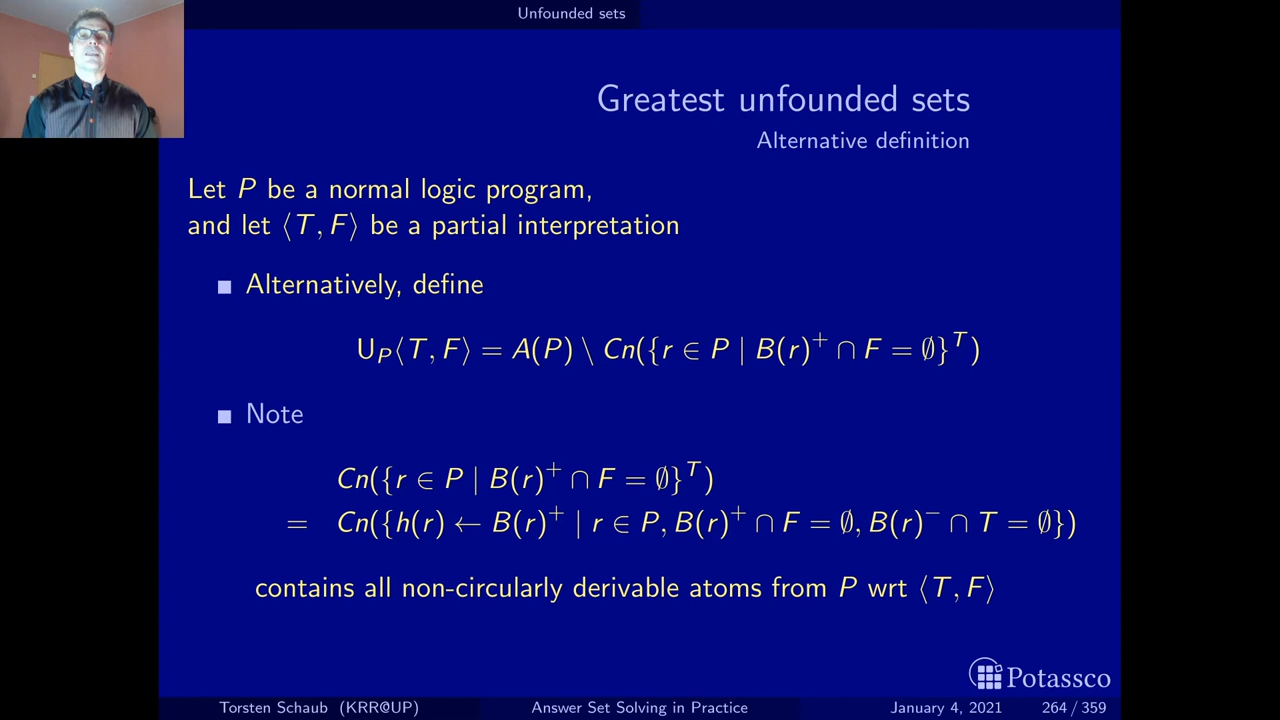 Unfounded sets
Greatest unfounded sets
Alternative definition
Let P be a normal logic program,
and let ⟨T, F⟩ be a partial interpretation
Alternatively, define
U_P⟨T, F⟩ = A(P) \ Cn({r ∈ P | B(r)⁺ ∩ F = ∅}ᵀ)
Note
Cn({r ∈ P | B(r)⁺ ∩ F = ∅}ᵀ)
= Cn({h(r) ← B(r)⁺ | r ∈ P, B(r)⁺ ∩ F = ∅, B(r)⁻ ∩ T = ∅})
contains all non-circularly derivable atoms from P wrt ⟨T, F⟩
Potassco
Torsten Schaub (KRR@UP) Answer Set Solving in Practice January 4, 2021 264 / 359